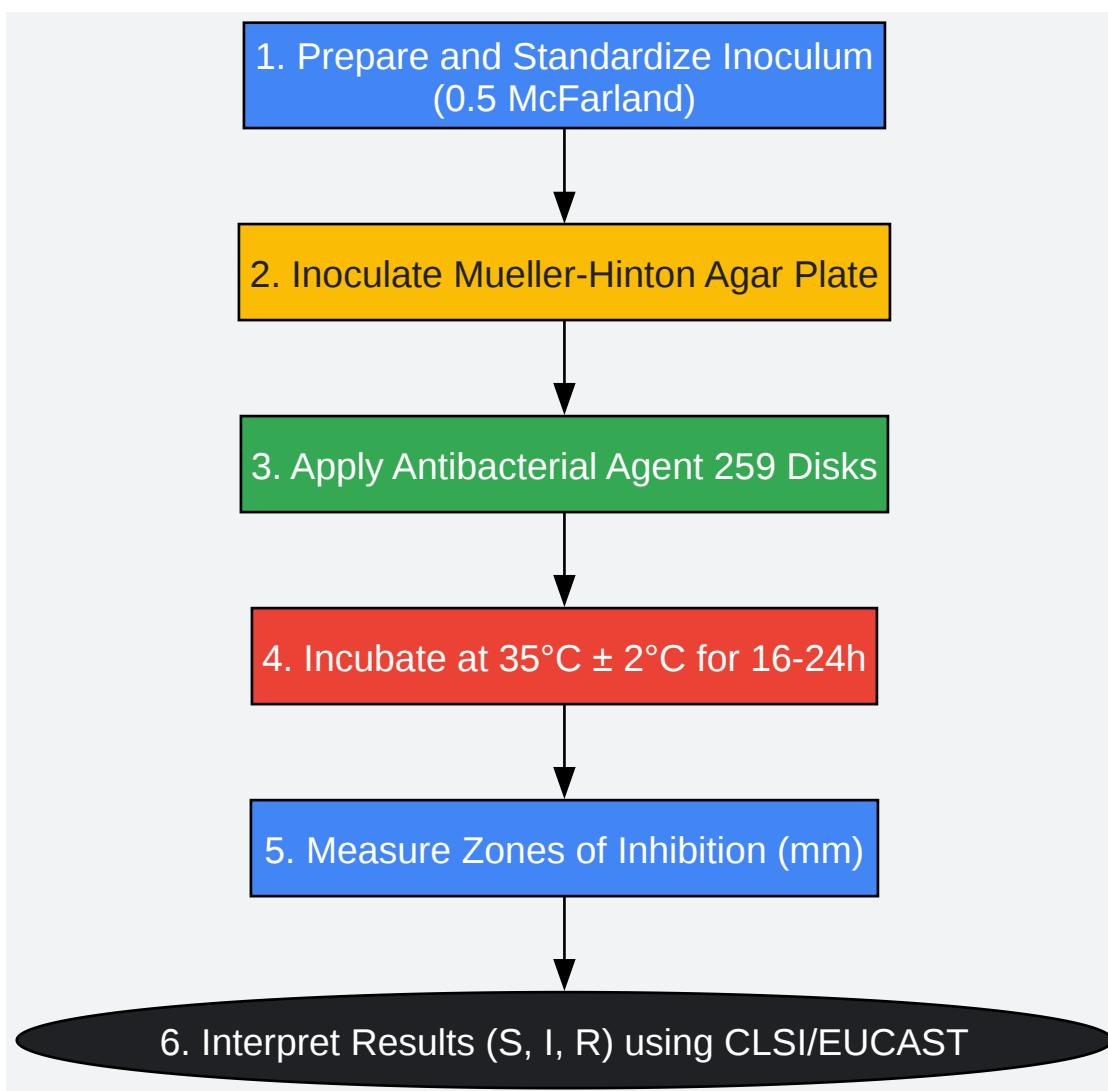 1. Prepare and Standardize Inoculum
(0.5 McFarland)
2. Inoculate Mueller-Hinton Agar Plate
3. Apply Antibacterial Agent 259 Disks
4. Incubate at 35°C ± 2°C for 16-24h
5. Measure Zones of Inhibition (mm)
6. Interpret Results (S, I, R) using CLSI/EUCAST